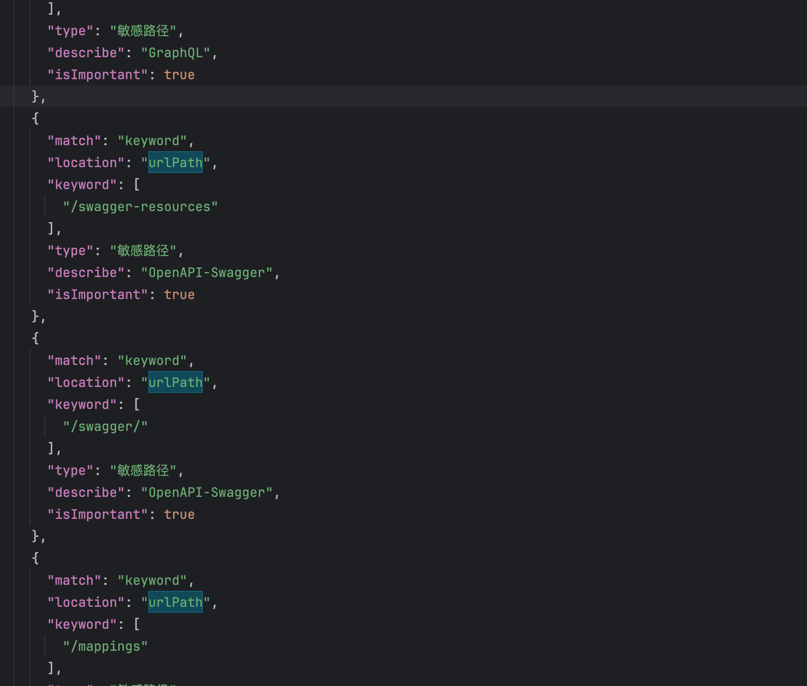 ],
"type": "敏感路径",
"describe": "GraphQL",
"isImportant": true
},
{
"match": "keyword",
"location": "urlPath",
"keyword": [
"/swagger-resources"
],
"type": "敏感路径",
"describe": "OpenAPI-Swagger",
"isImportant": true
},
{
"match": "keyword",
"location": "urlPath",
"keyword": [
"/swagger/"
],
"type": "敏感路径",
"describe": "OpenAPI-Swagger",
"isImportant": true
},
{
"match": "keyword",
"location": "urlPath",
"keyword": [
"/mappings"
],